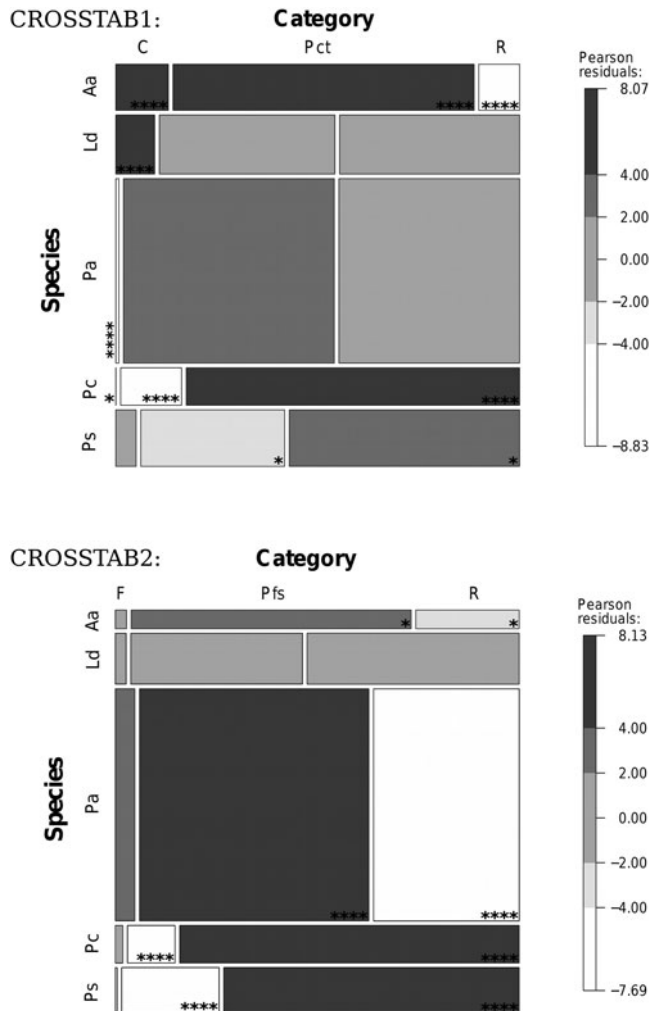 CROSSTAB1:
Category
C Pct R
Pearson
residuals:
8.07
4.00
2.00
0.00
−2.00
−4.00
−8.83
Species
Aa
****
****
****
Ld
****
Pa
****
Pc
*
****
****
Ps
*
*
CROSSTAB2:
Category
F Pfs R
Pearson
residuals:
8.13
4.00
2.00
0.00
−2.00
−4.00
−7.69
Species
Aa
*
*
Ld
Pa
****
****
Pc
****
****
Ps
****
****